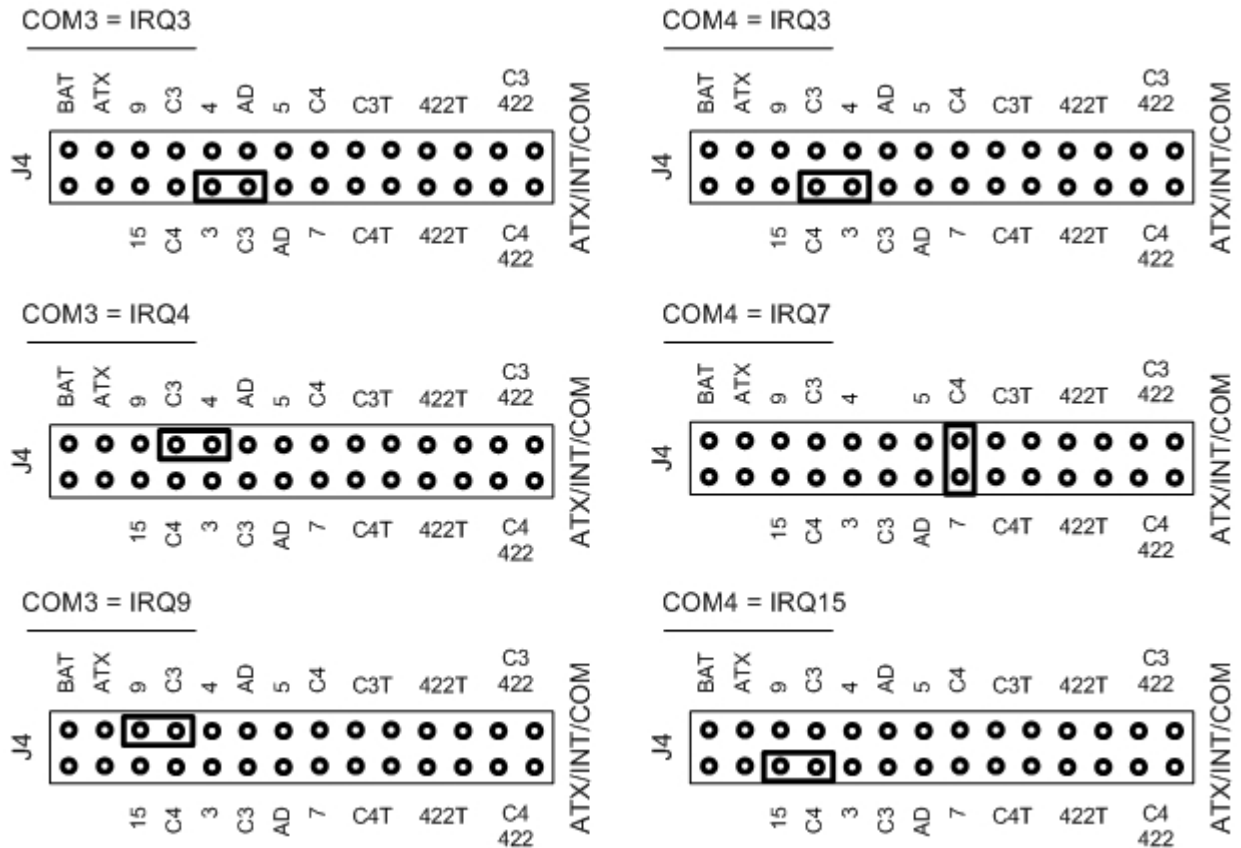 COM3 = IRQ3
BAT ATX 9 C3 4 AD 5 C4 C3T 422T C3 422
J4
ATX/INT/COM
15 C4 3 C3 AD 7 C4T 422T C4 422
COM4 = IRQ3
BAT ATX 9 C3 4 AD 5 C4 C3T 422T C3 422
J4
ATX/INT/COM
15 C4 3 C3 AD 7 C4T 422T C4 422
COM3 = IRQ4
BAT ATX 9 C3 4 AD 5 C4 C3T 422T C3 422
J4
ATX/INT/COM
15 C4 3 C3 AD 7 C4T 422T C4 422
COM4 = IRQ7
BAT ATX 9 C3 4 5 C4 C3T 422T C3 422
J4
ATX/INT/COM
15 C4 3 C3 AD 7 C4T 422T C4 422
COM3 = IRQ9
BAT ATX 9 C3 4 AD 5 C4 C3T 422T C3 422
J4
ATX/INT/COM
15 C4 3 C3 AD 7 C4T 422T C4 422
COM4 = IRQ15
BAT ATX 9 C3 4 AD 5 C4 C3T 422T C3 422
J4
ATX/INT/COM
15 C4 3 C3 AD 7 C4T 422T C4 422